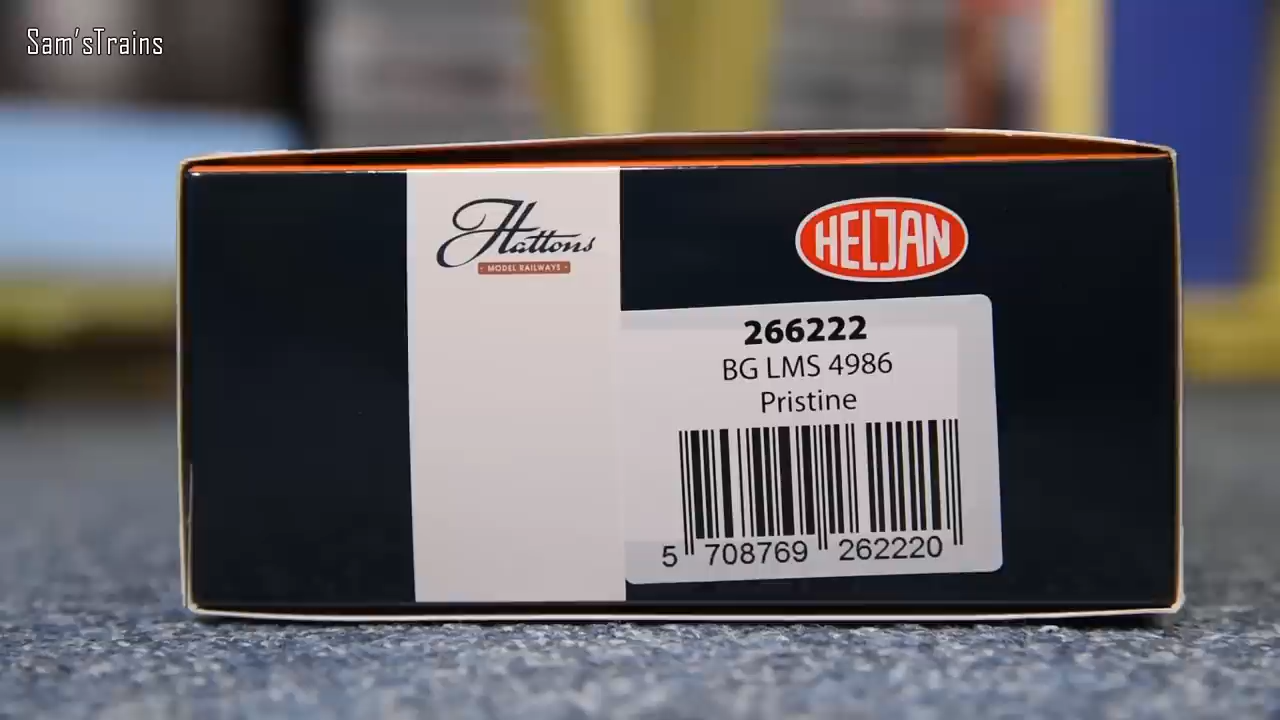 Sam'sTrains
Hattons
MODEL RAILWAYS
HELJAN
266222
BG LMS 4986
Pristine
5 708769 262220